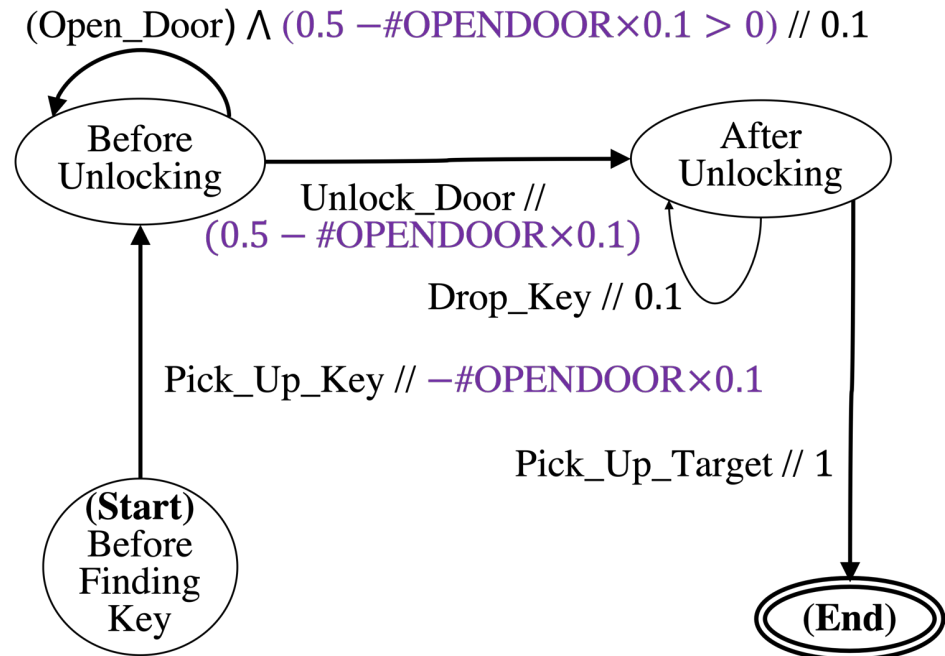 (Open_Door) ∧ (0.5 −#OPENDOOR×0.1 > 0) // 0.1
Before
Unlocking
After
Unlocking
Unlock_Door //
(0.5 − #OPENDOOR×0.1)
Drop_Key // 0.1
Pick_Up_Key // −#OPENDOOR×0.1
Pick_Up_Target // 1
(Start)
Before
Finding
Key
(End)